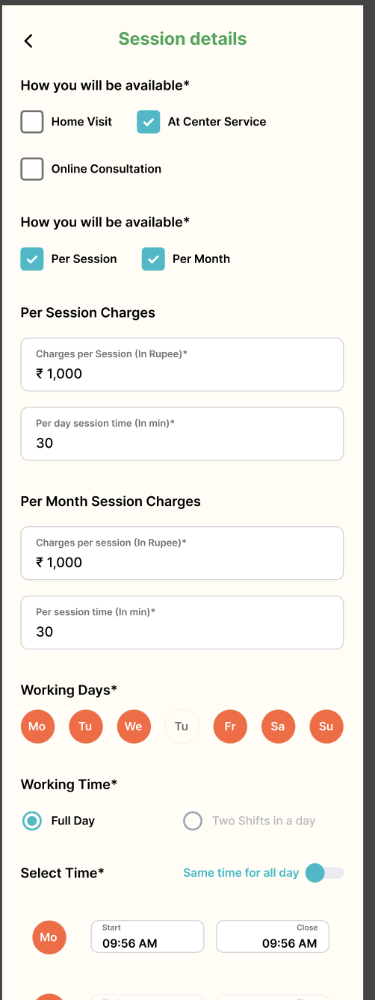 Session details
How you will be available*
Home Visit At Center Service
Online Consultation
How you will be available*
Per Session Per Month
Per Session Charges
Charges per Session (In Rupee)*
₹ 1,000
Per day session time (In min)*
30
Per Month Session Charges
Charges per session (In Rupee)*
₹ 1,000
Per session time (In min)*
30
Working Days*
Mo Tu We Tu Fr Sa Su
Working Time*
Full Day Two Shifts in a day
Select Time* Same time for all day
Start Close
Mo 09:56 AM 09:56 AM